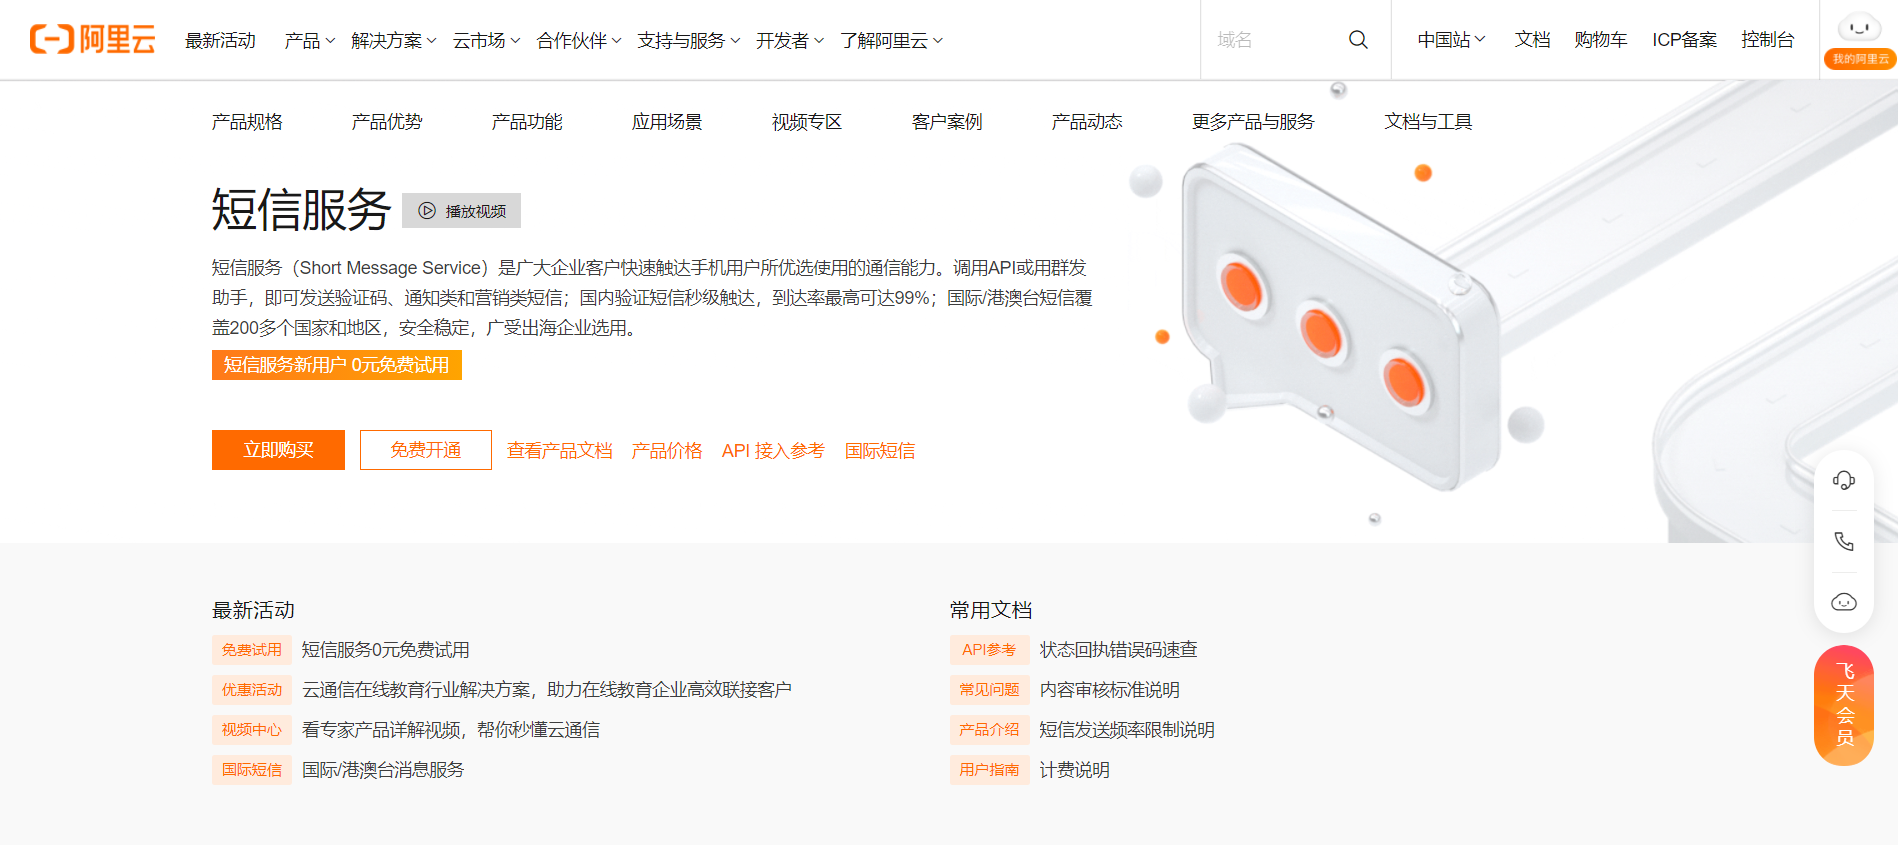 阿里云
最新活动 产品 解决方案 云市场 合作伙伴 支持与服务 开发者 了解阿里云 域名 中国站 文档 购物车 ICP备案 控制台
我的阿里云
产品规格 产品优势 产品功能 应用场景 视频专区 客户案例 产品动态 更多产品与服务 文档与工具
短信服务 播放视频
短信服务（Short Message Service）是广大企业客户快速触达手机用户所优选使用的通信能力。调用API或用群发
助手，即可发送验证码、通知类和营销类短信；国内验证短信秒级触达，到达率最高可达99%；国际/港澳台短信覆
盖200多个国家和地区，安全稳定，广受出海企业选用。
短信服务新用户 0元免费试用
立即购买 免费开通 查看产品文档 产品价格 API 接入参考 国际短信
最新活动
免费试用 短信服务0元免费试用
优惠活动 云通信在线教育行业解决方案，助力在线教育企业高效联接客户
视频中心 看专家产品详解视频，帮你秒懂云通信
国际短信 国际/港澳台消息服务
常用文档
API参考 状态回执错误码速查
常见问题 内容审核标准说明
产品介绍 短信发送频率限制说明
用户指南 计费说明
飞
天
会
员